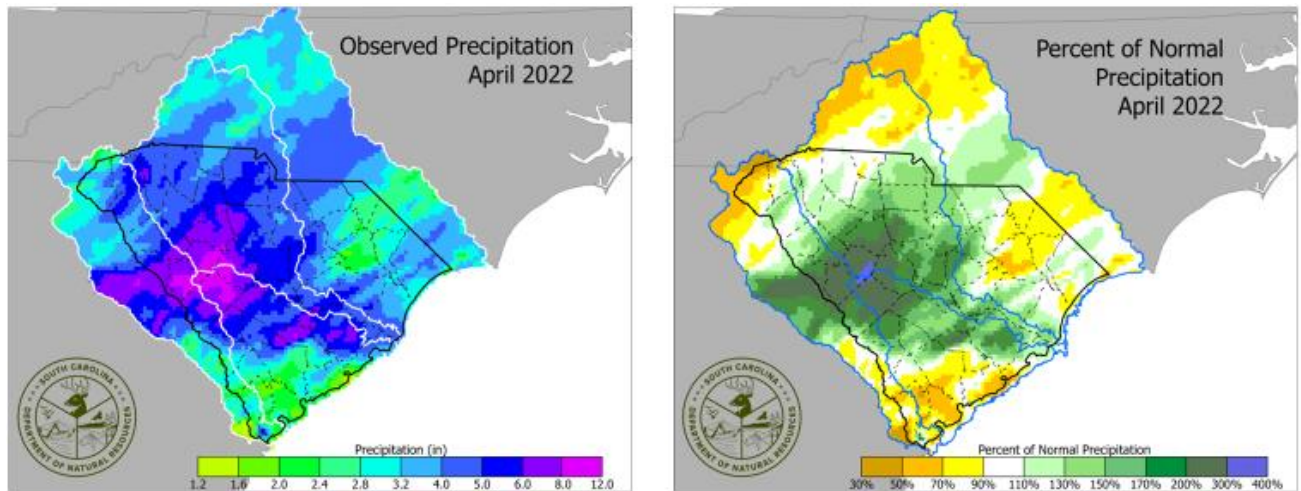 Observed Precipitation
April 2022
SOUTH CAROLINA
DEPARTMENT OF NATURAL RESOURCES
Precipitation (in)
1.2 1.6 2.0 2.4 2.8 3.2 4.0 5.0 6.0 8.0 12.0
Percent of Normal
Precipitation
April 2022
SOUTH CAROLINA
DEPARTMENT OF NATURAL RESOURCES
Percent of Normal Precipitation
30% 50% 70% 90% 110% 130% 150% 170% 200% 300% 400%